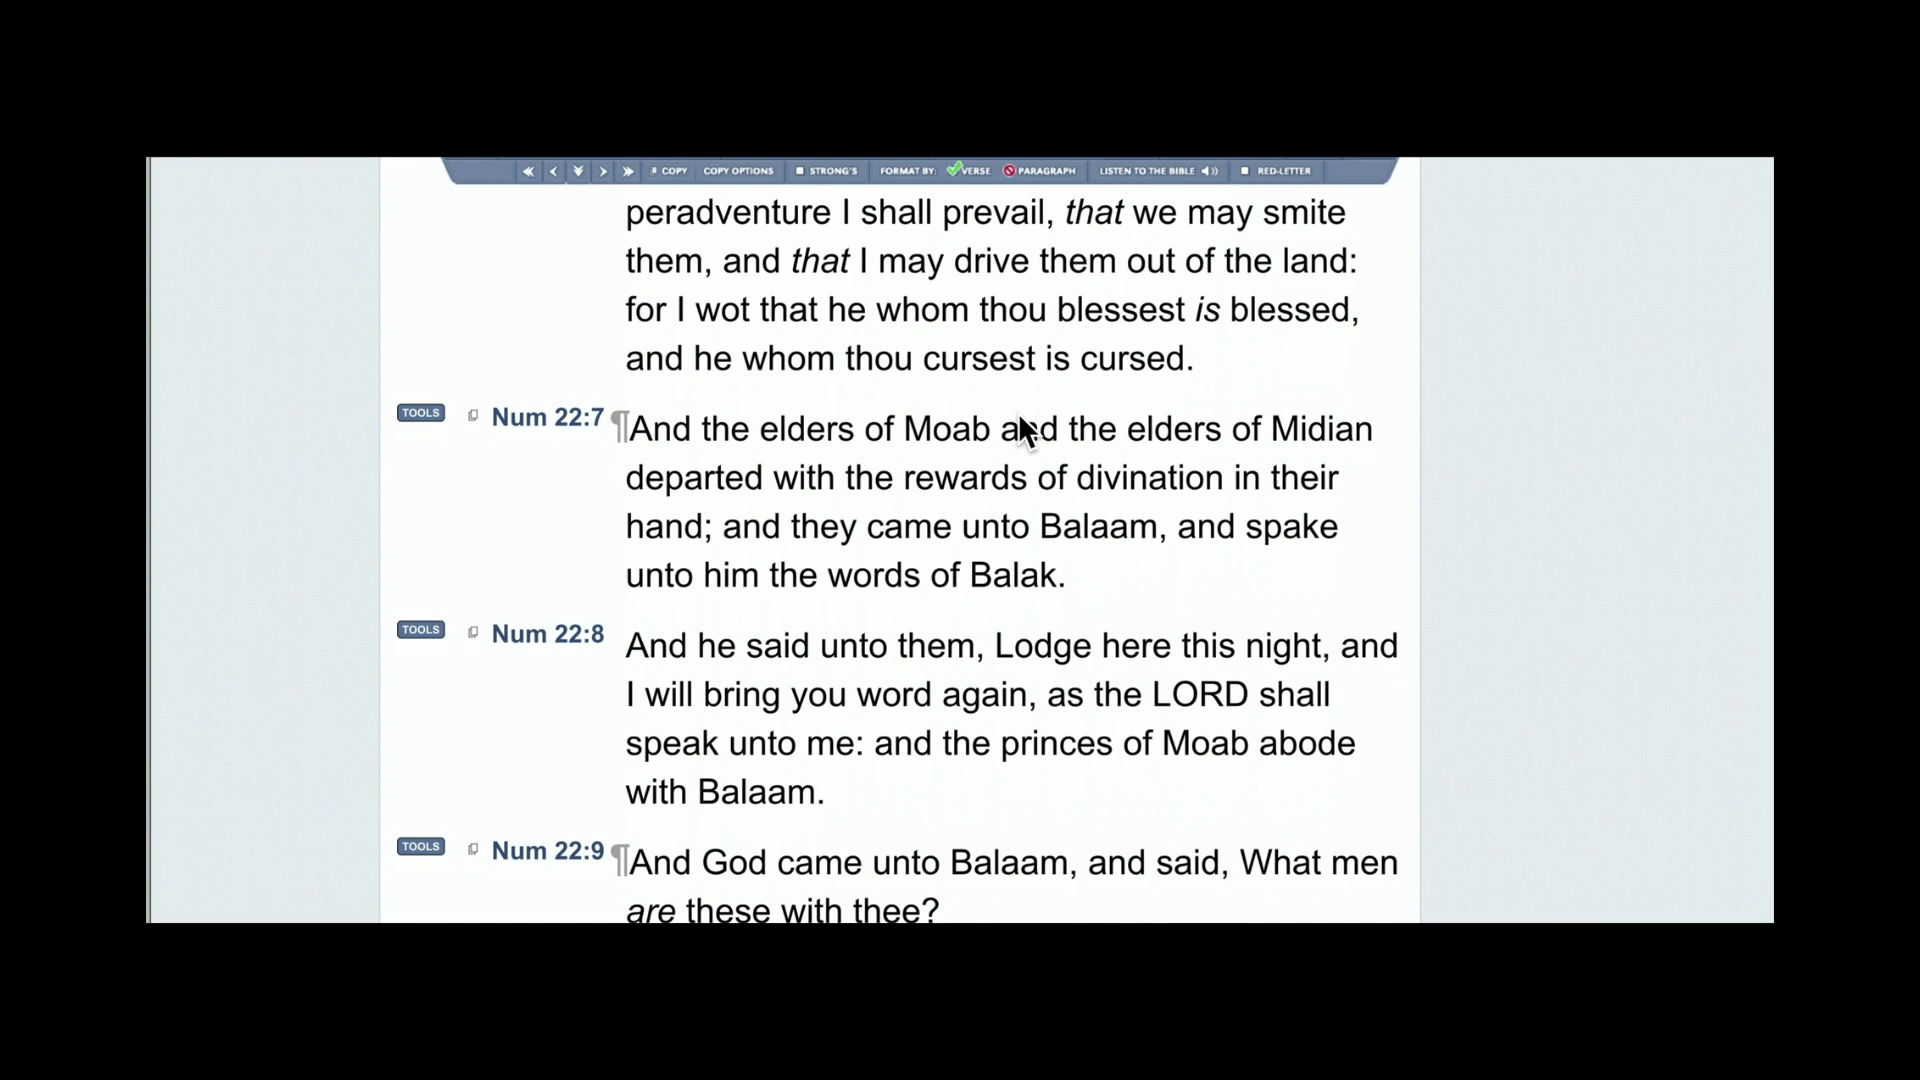 COPY COPY OPTIONS STRONG'S FORMAT BY: VERSE PARAGRAPH LISTEN TO THE BIBLE RED-LETTER
peradventure I shall prevail, that we may smite
them, and that I may drive them out of the land:
for I wot that he whom thou blessest is blessed,
and he whom thou cursest is cursed.
TOOLS Num 22:7 ¶And the elders of Moab and the elders of Midian
departed with the rewards of divination in their
hand; and they came unto Balaam, and spake
unto him the words of Balak.
TOOLS Num 22:8 And he said unto them, Lodge here this night, and
I will bring you word again, as the LORD shall
speak unto me: and the princes of Moab abode
with Balaam.
TOOLS Num 22:9 ¶And God came unto Balaam, and said, What men
are these with thee?